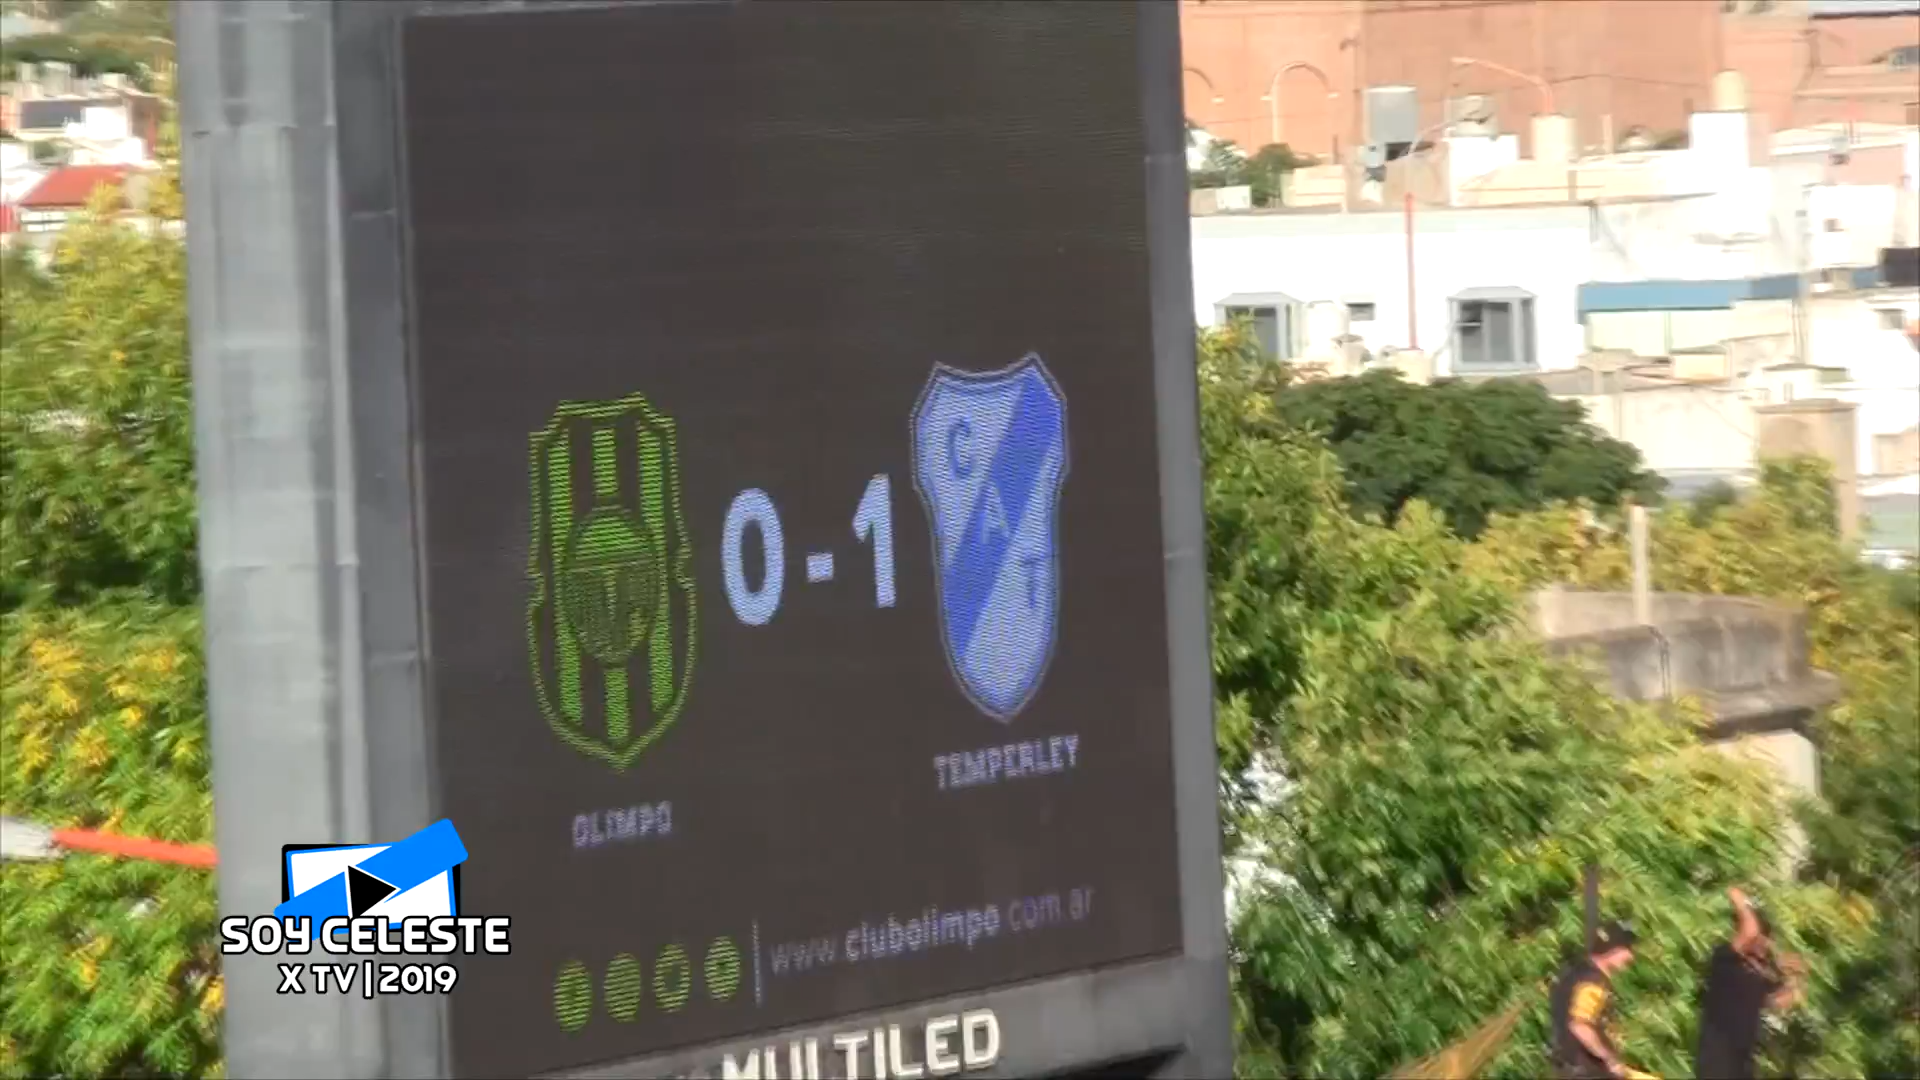 0-1
C
A
T
OLIMPO
TEMPERLEY
www.clubolimpo.com.ar
MULTILED
SOY CELESTE
X TV|2019